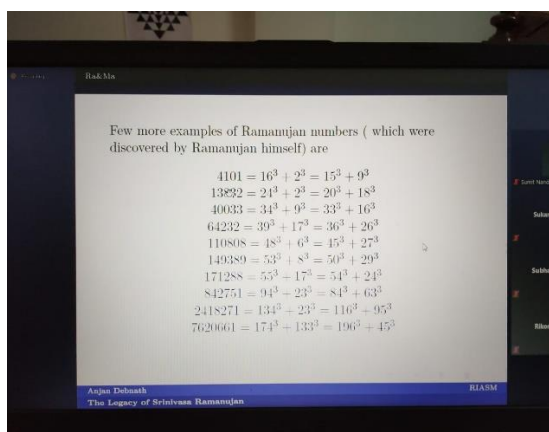 Ra& Ma
Few more examples of Ramanujan numbers ( which were
discovered by Ramanujan himself) are
4101 = 16³ + 2³ = 15³ + 9³
13832 = 24³ + 2³ = 20³ + 18³
40033 = 34³ + 9³ = 33³ + 16³
64232 = 39³ + 17³ = 36³ + 26³
110808 = 48³ + 6³ = 45³ + 27³
149389 = 53³ + 8³ = 50³ + 29³
171288 = 55³ + 17³ = 54³ + 24³
842751 = 94³ + 23³ = 84³ + 63³
2418271 = 134³ + 23³ = 116³ + 95³
7620661 = 174³ + 133³ = 196³ + 45³
Anjan Debnath
RIASM
The Legacy of Srinivasa Ramanujan
Sumit